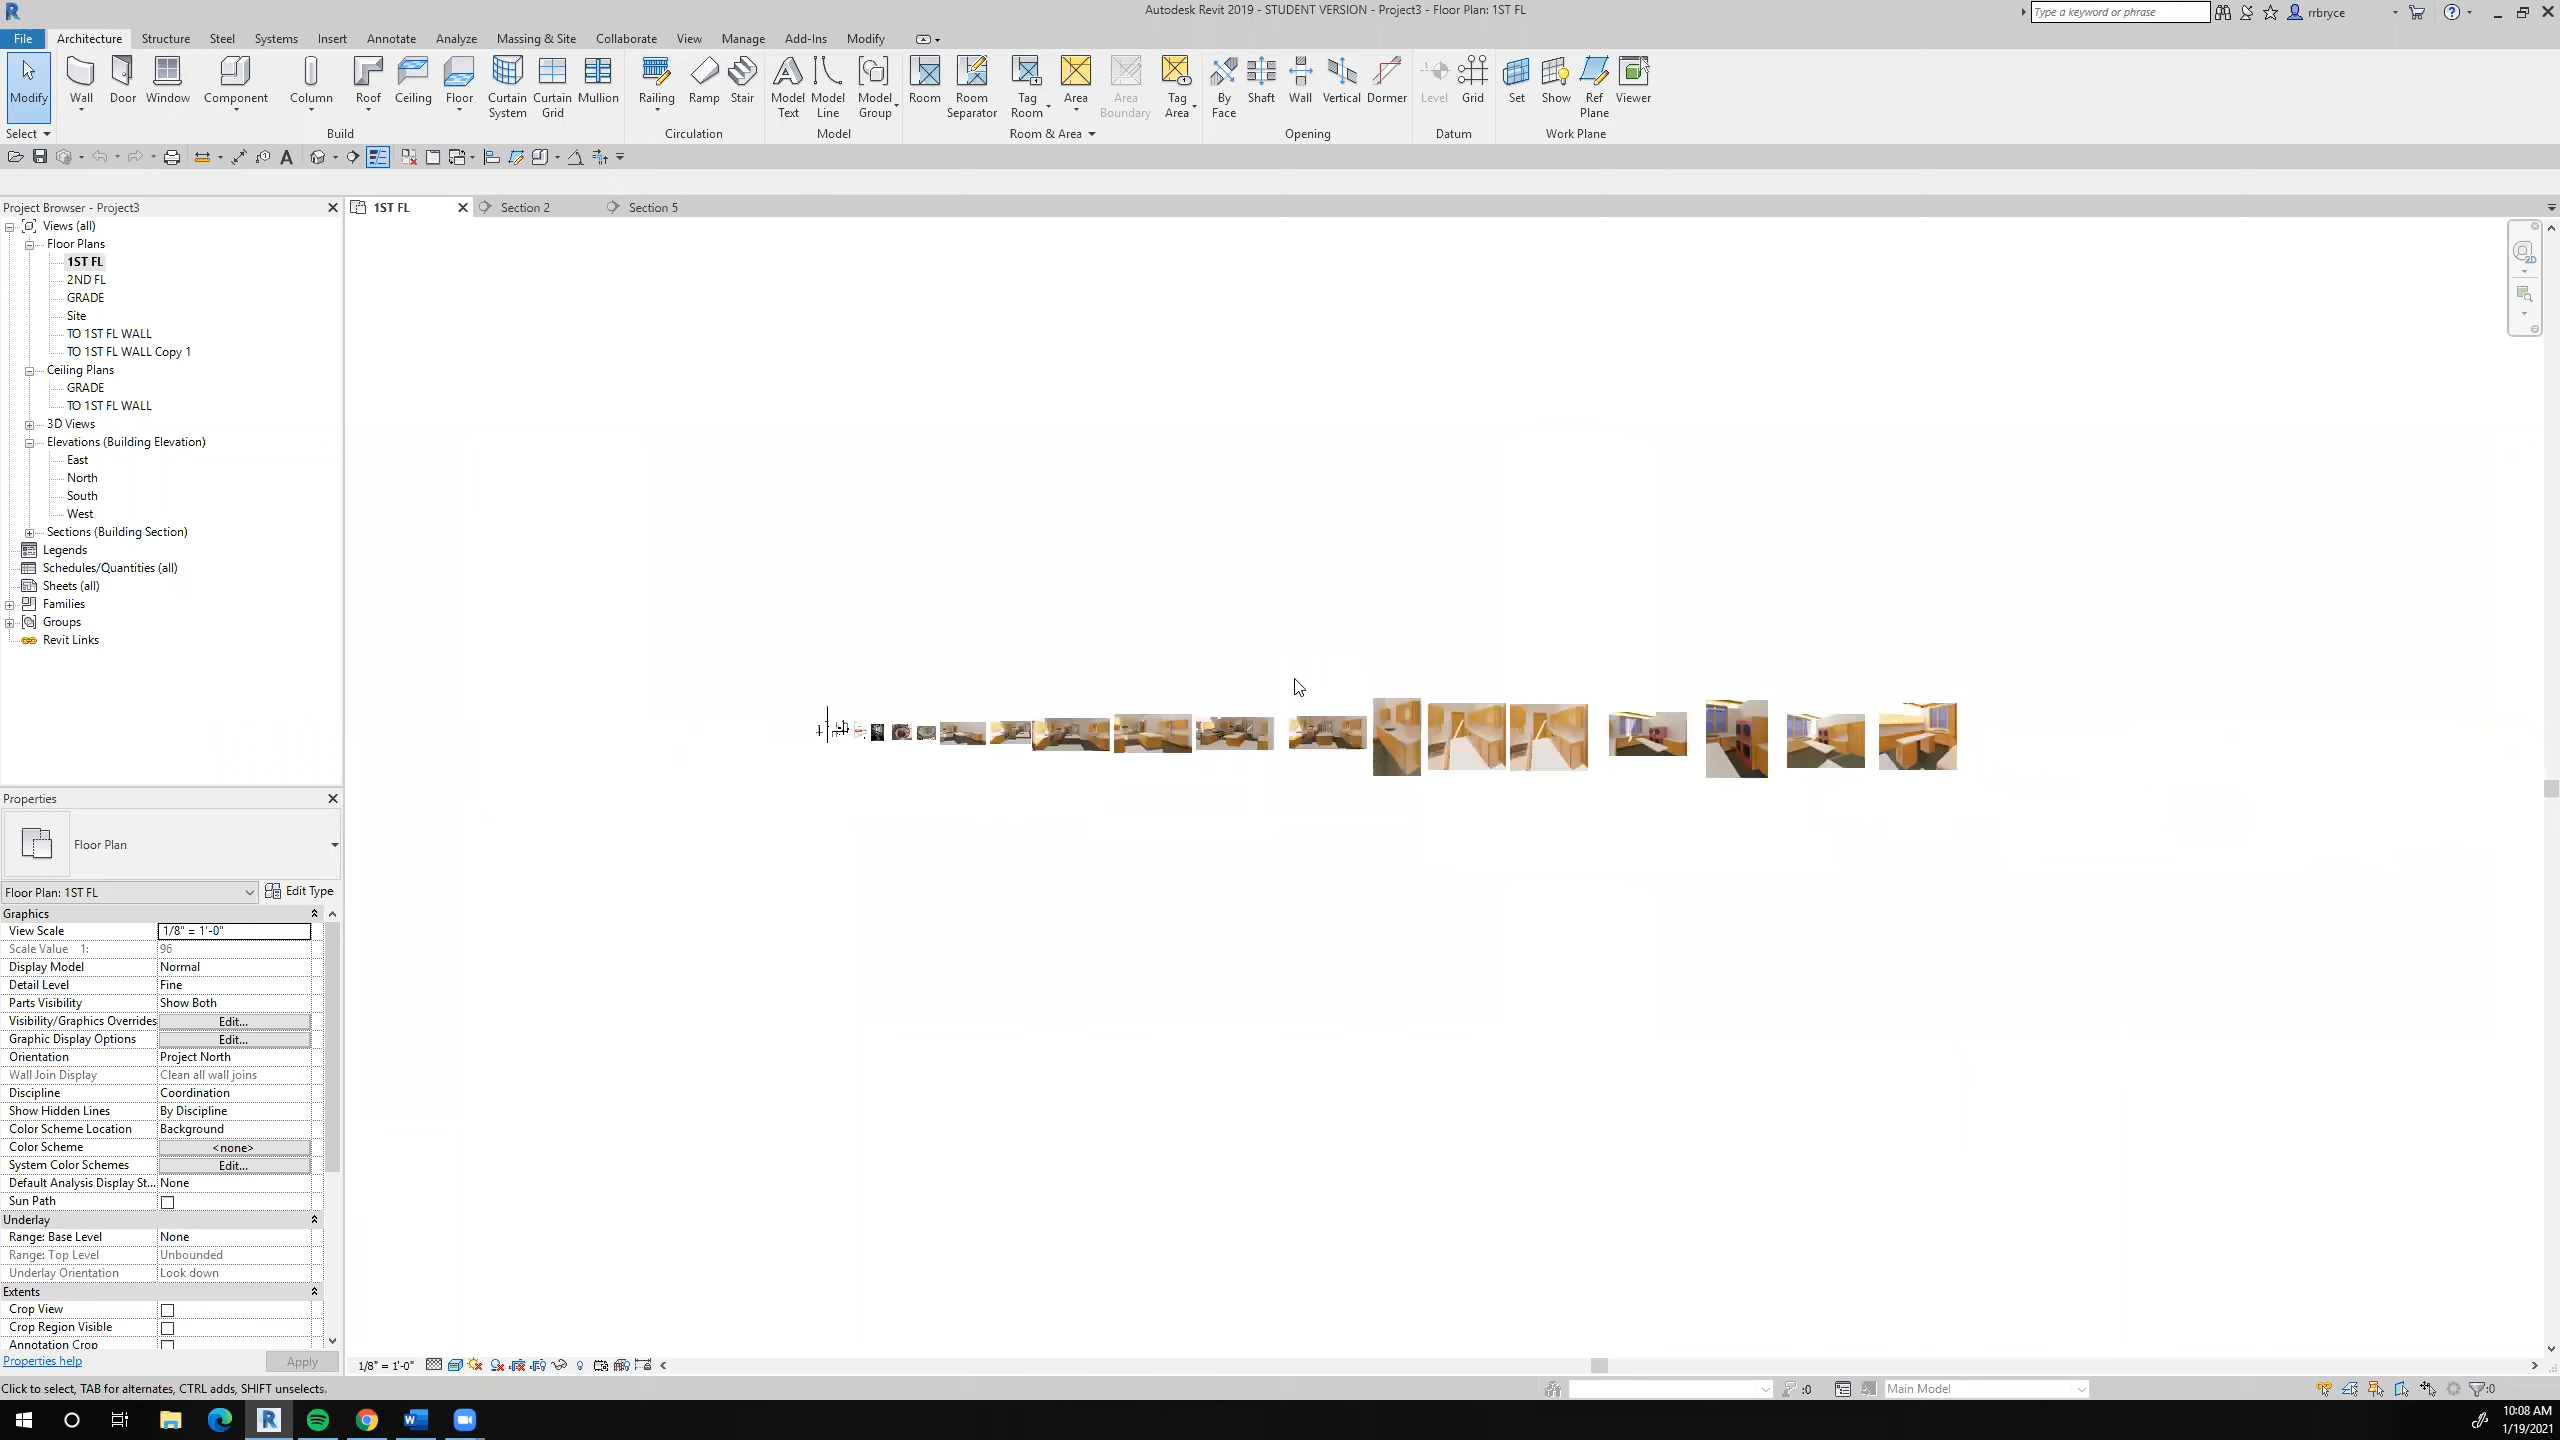 Autodesk Revit 2019 - STUDENT VERSION - Project3 - Floor Plan: 1ST FL
Type a keyword or phrase
rrbryce
File Architecture Structure Steel Systems Insert Annotate Analyze Massing & Site Collaborate View Manage Add-Ins Modify
Modify Wall Door Window Component Column Roof Ceiling Floor Curtain System Curtain Grid Mullion Railing Ramp Stair Model Text Model Line Model Group Room Room Separator Tag Room Area Area Boundary Tag Area By Face Shaft Wall Vertical Dormer Level Grid Set Show Ref Plane Viewer
Select Build Circulation Model Room & Area Opening Datum Work Plane
Project Browser - Project3
1ST FL Section 2 Section 5
Views (all)
Floor Plans
1ST FL
2ND FL
GRADE
Site
TO 1ST FL WALL
TO 1ST FL WALL Copy 1
Ceiling Plans
GRADE
TO 1ST FL WALL
3D Views
Elevations (Building Elevation)
East
North
South
West
Sections (Building Section)
Legends
Schedules/Quantities (all)
Sheets (all)
Families
Groups
Revit Links
2D
Properties
Floor Plan
Floor Plan: 1ST FL Edit Type
Graphics
View Scale 1/8" = 1'-0"
Scale Value 1: 96
Display Model Normal
Detail Level Fine
Parts Visibility Show Both
Visibility/Graphics Overrides Edit...
Graphic Display Options Edit...
Orientation Project North
Wall Join Display Clean all wall joins
Discipline Coordination
Show Hidden Lines By Discipline
Color Scheme Location Background
Color Scheme <none>
System Color Schemes Edit...
Default Analysis Display St... None
Sun Path
Underlay
Range: Base Level None
Range: Top Level Unbounded
Underlay Orientation Look down
Extents
Crop View
Crop Region Visible
Annotation Crop
Properties help Apply
1/8" = 1'-0"
Click to select, TAB for alternates, CTRL adds, SHIFT unselects.
:0 Main Model :0
10:08 AM
1/19/2021